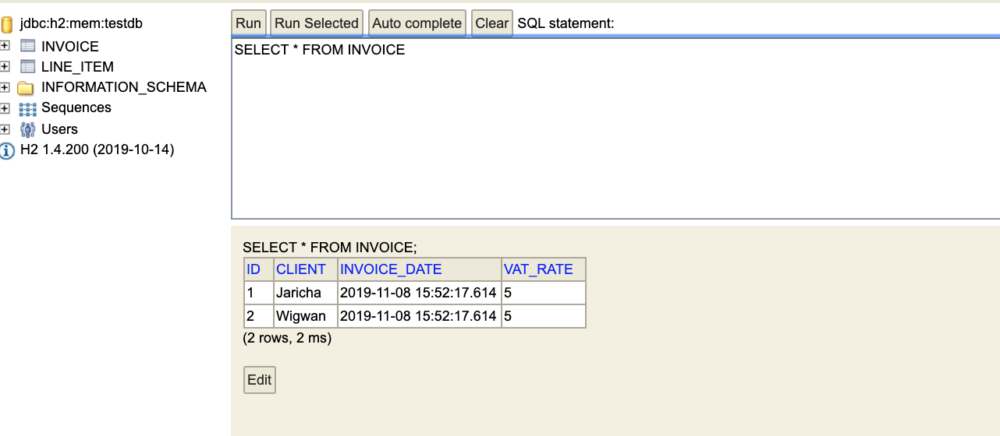 jdbc:h2:mem:testdb
INVOICE
LINE_ITEM
INFORMATION_SCHEMA
Sequences
Users
H2 1.4.200 (2019-10-14)
Run Run Selected Auto complete Clear SQL statement:
SELECT * FROM INVOICE
SELECT * FROM INVOICE;
ID CLIENT INVOICE_DATE VAT_RATE
1 Jaricha 2019-11-08 15:52:17.614 5
2 Wigwan 2019-11-08 15:52:17.614 5
(2 rows, 2 ms)
Edit